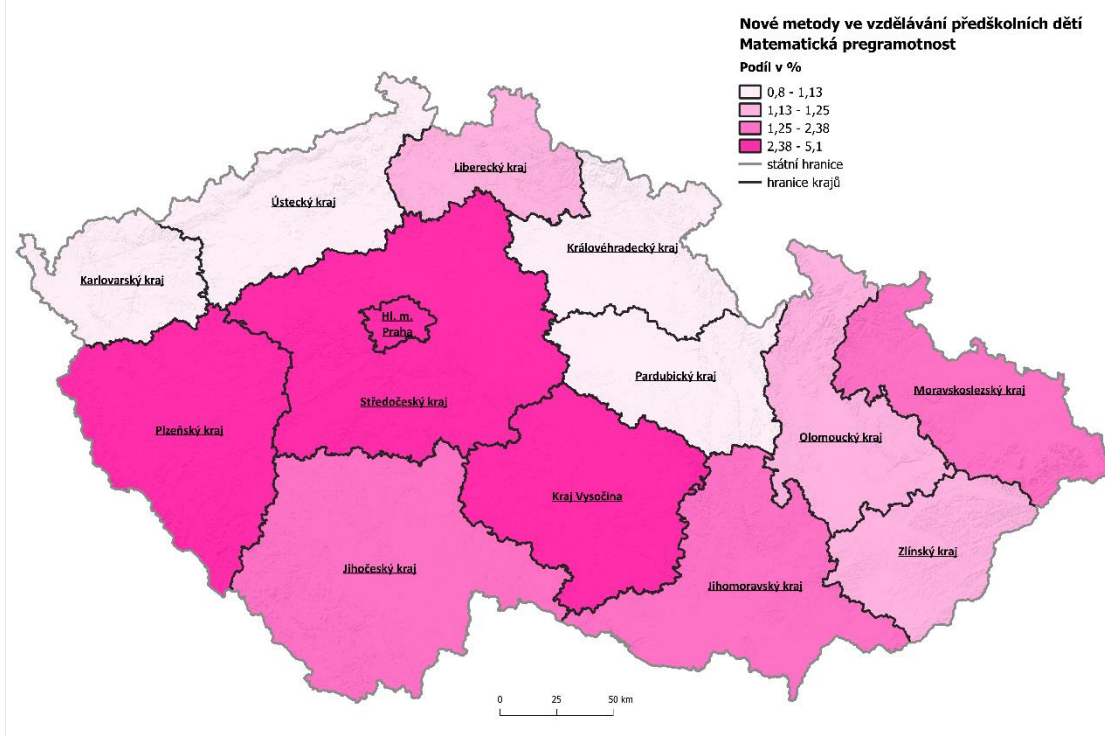 Nové metody ve vzdělávání předškolních dětí
Matematická pregramotnost
Podíl v %
0,8 - 1,13
1,13 - 1,25
1,25 - 2,38
2,38 - 5,1
státní hranice
hranice krajů
Liberecký kraj
Ústecký kraj
Královéhradecký kraj
Karlovarský kraj
Hl. m.
Praha
Pardubický kraj
Moravskoslezský kraj
Středočeský kraj
Plzeňský kraj
Olomoucký kraj
Kraj Vysočina
Zlínský kraj
Jihočeský kraj
Jihomoravský kraj
0 25 50 km